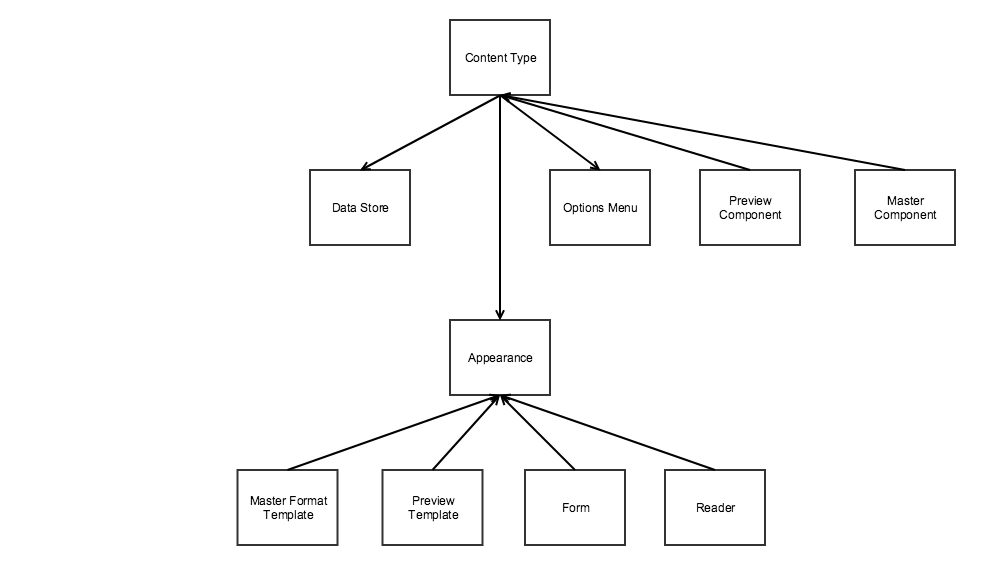 Content Type
Data Store
Options Menu
Preview
Component
Master
Component
Appearance
Master Format
Template
Preview
Template
Form
Reader